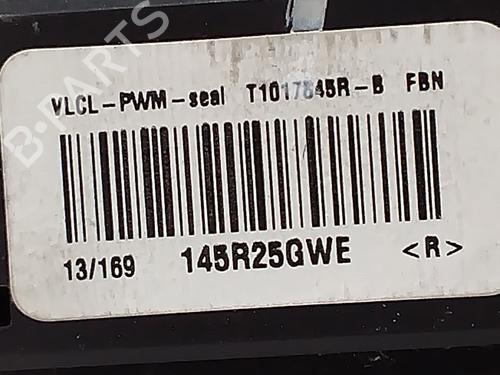 B-PARTS
VLCL-PWM-seal T1017845R-B FBN
13/169 145R25GWE <R>